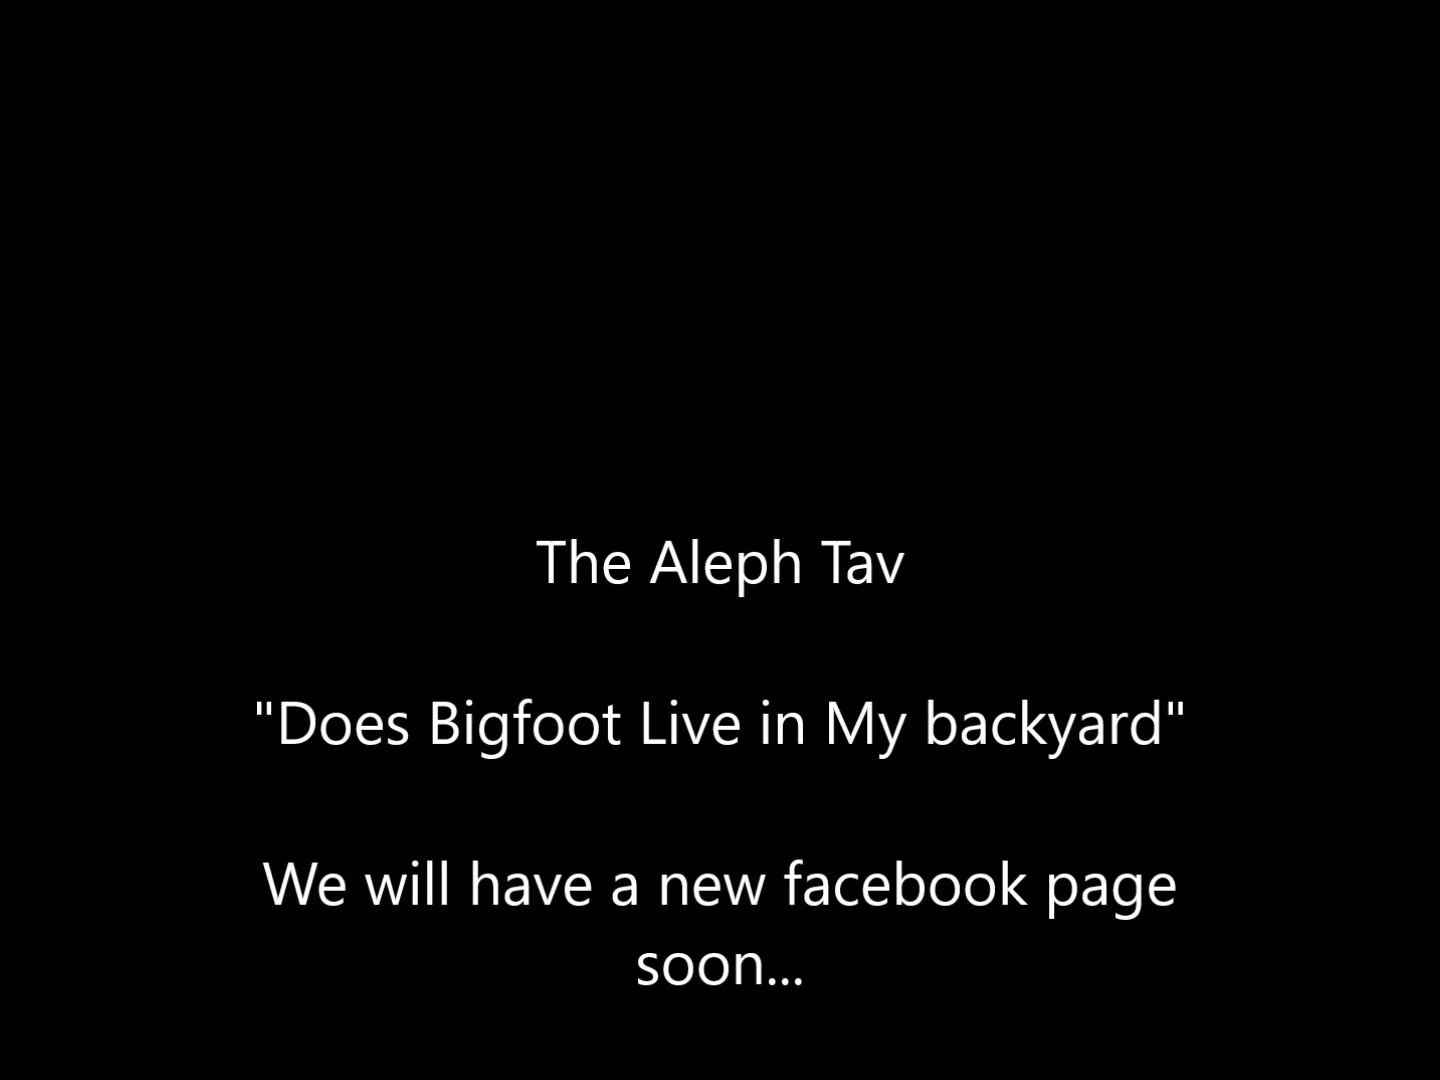 The Aleph Tav
"Does Bigfoot Live in My backyard"
We will have a new facebook page
soon...